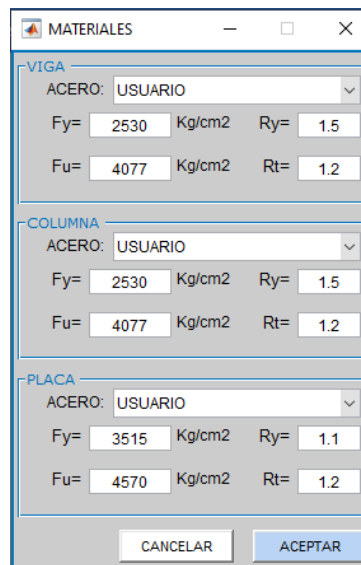 MATERIALES
VIGA
ACERO: USUARIO
Fy= 2530 Kg/cm2 Ry= 1.5
Fu= 4077 Kg/cm2 Rt= 1.2
COLUMNA
ACERO: USUARIO
Fy= 2530 Kg/cm2 Ry= 1.5
Fu= 4077 Kg/cm2 Rt= 1.2
PLACA
ACERO: USUARIO
Fy= 3515 Kg/cm2 Ry= 1.1
Fu= 4570 Kg/cm2 Rt= 1.2
CANCELAR ACEPTAR